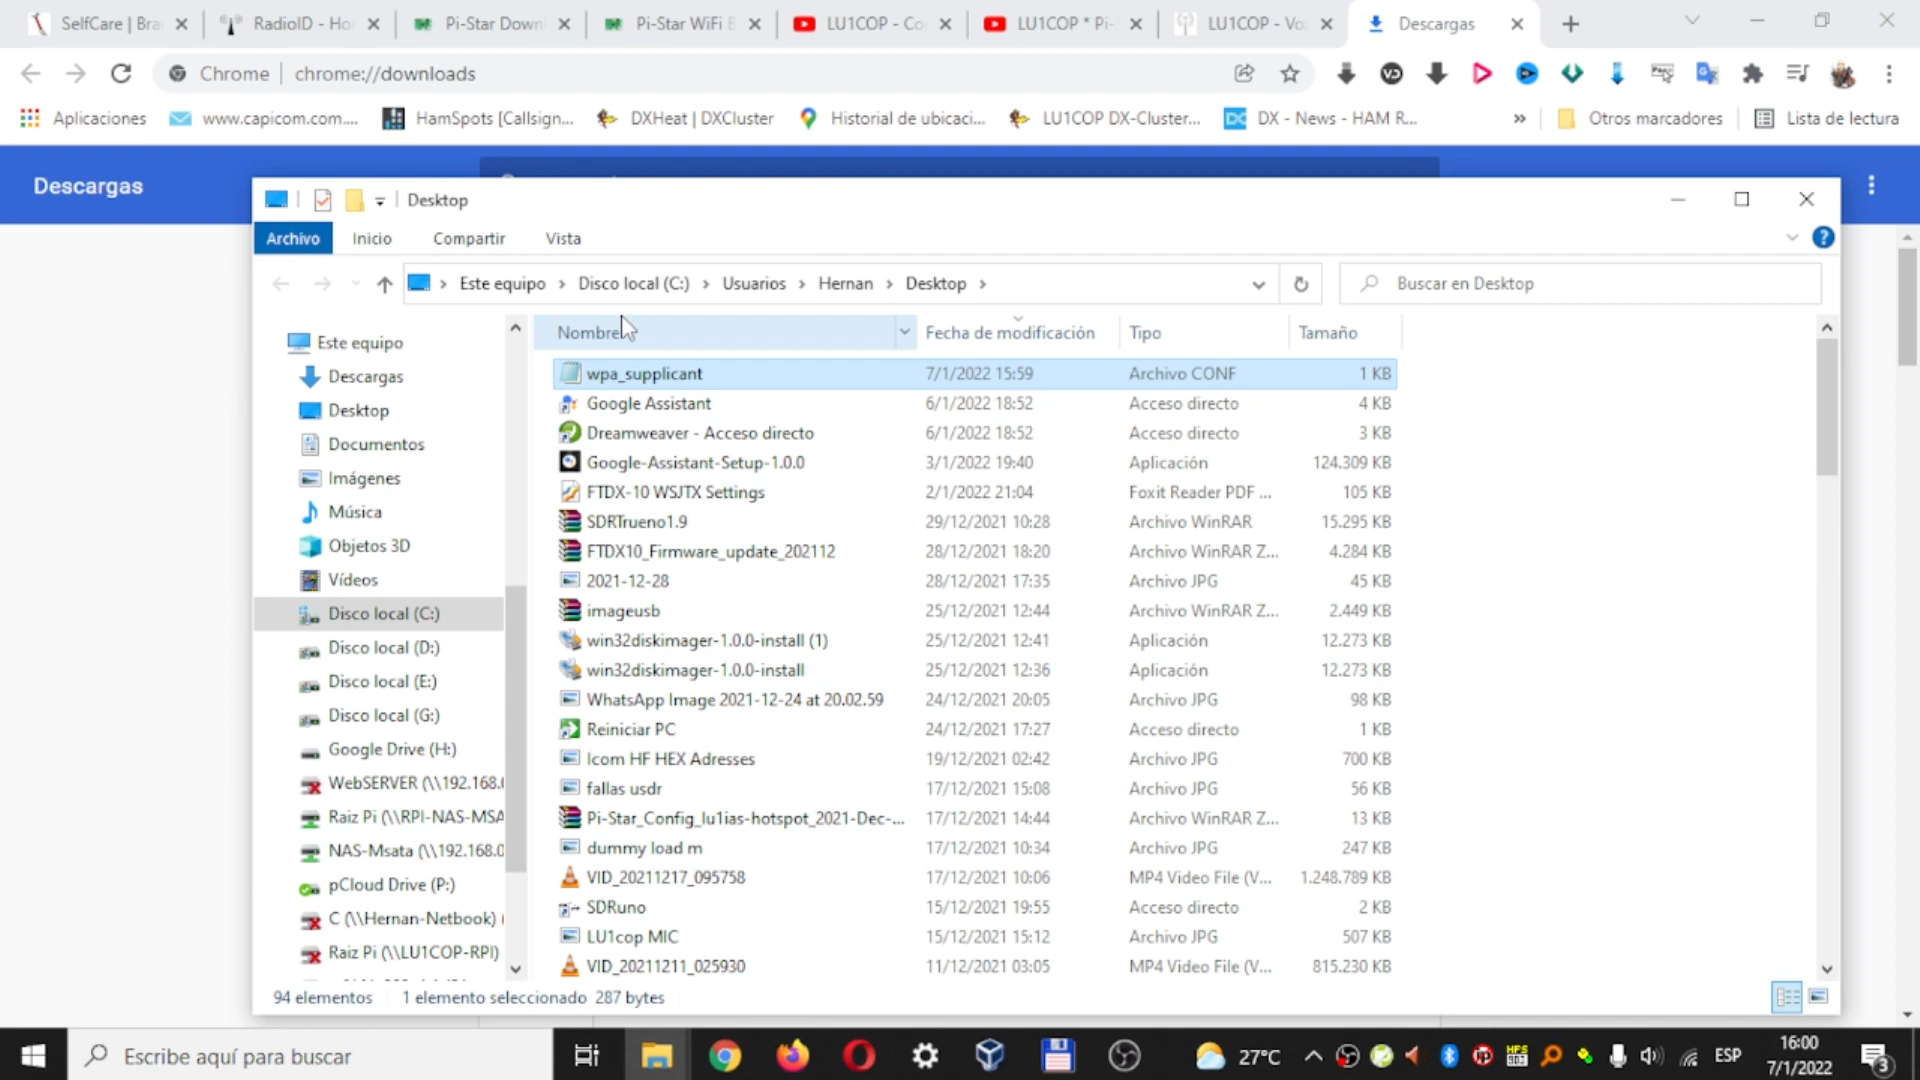 SelfCare | Bra
RadioID - Ho
Pi-Star Down
Pi-Star WiFi B
LU1COP - Co
LU1COP * Pi-
LU1COP - Vo
Descargas
Chrome
chrome://downloads
Aplicaciones
www.capicom.com....
HamSpots [Callsign...
DXHeat | DXCluster
Historial de ubicaci...
LU1COP DX-Cluster...
DX - News - HAM R...
»
Otros marcadores
Lista de lectura
Descargas
Desktop
Archivo
Inicio
Compartir
Vista
Este equipo > Disco local (C:) > Usuarios > Hernan > Desktop >
Buscar en Desktop
Este equipo
Descargas
Desktop
Documentos
Imágenes
Música
Objetos 3D
Vídeos
Disco local (C:)
Disco local (D:)
Disco local (E:)
Disco local (G:)
Google Drive (H:)
WebSERVER (\\192.168.0
Raiz Pi (\\RPI-NAS-MSA
NAS-Msata (\\192.168.0
pCloud Drive (P:)
C (\\Hernan-Netbook) (
Raiz Pi (\\LU1COP-RPI)
Nombre Fecha de modificación Tipo Tamaño
wpa_supplicant 7/1/2022 15:59 Archivo CONF 1 KB
Google Assistant 6/1/2022 18:52 Acceso directo 4 KB
Dreamweaver - Acceso directo 6/1/2022 18:52 Acceso directo 3 KB
Google-Assistant-Setup-1.0.0 3/1/2022 19:40 Aplicación 124.309 KB
FTDX-10 WSJTX Settings 2/1/2022 21:04 Foxit Reader PDF ... 105 KB
SDRTrueno1.9 29/12/2021 10:28 Archivo WinRAR 15.295 KB
FTDX10_Firmware_update_202112 28/12/2021 18:20 Archivo WinRAR Z... 4.284 KB
2021-12-28 28/12/2021 17:35 Archivo JPG 45 KB
imageusb 25/12/2021 12:44 Archivo WinRAR Z... 2.449 KB
win32diskimager-1.0.0-install (1) 25/12/2021 12:41 Aplicación 12.273 KB
win32diskimager-1.0.0-install 25/12/2021 12:36 Aplicación 12.273 KB
WhatsApp Image 2021-12-24 at 20.02.59 24/12/2021 20:05 Archivo JPG 98 KB
Reiniciar PC 24/12/2021 17:27 Acceso directo 1 KB
Icom HF HEX Adresses 19/12/2021 02:42 Archivo JPG 700 KB
fallas usdr 17/12/2021 15:08 Archivo JPG 56 KB
Pi-Star_Config_lu1ias-hotspot_2021-Dec-... 17/12/2021 14:44 Archivo WinRAR Z... 13 KB
dummy load m 17/12/2021 10:34 Archivo JPG 247 KB
VID_20211217_095758 17/12/2021 10:06 MP4 Video File (V... 1.248.789 KB
SDRuno 15/12/2021 19:55 Acceso directo 2 KB
LU1cop MIC 15/12/2021 15:12 Archivo JPG 507 KB
VID_20211211_025930 11/12/2021 03:05 MP4 Video File (V... 815.230 KB
94 elementos 1 elemento seleccionado 287 bytes
Escribe aquí para buscar
27°C
ESP
16:00
7/1/2022
3